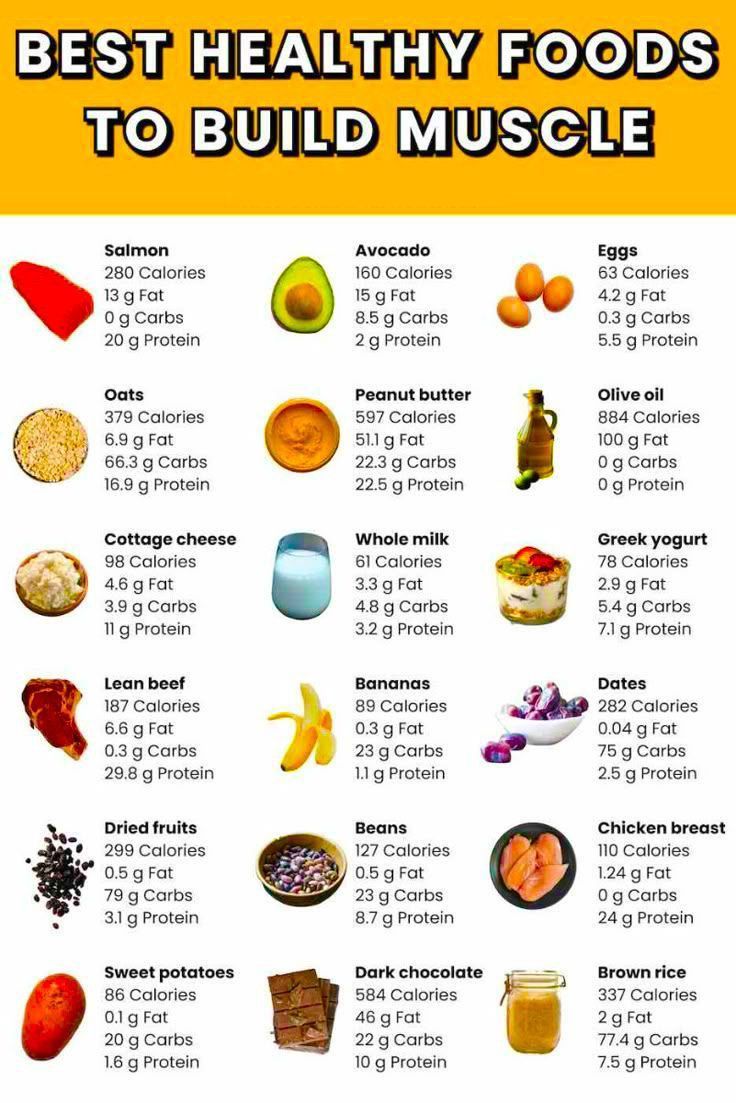 BEST HEALTHY FOODS
TO BUILD MUSCLE
Salmon
280 Calories
13 g Fat
0 g Carbs
20 g Protein
Avocado
160 Calories
15 g Fat
8.5 g Carbs
2 g Protein
Eggs
63 Calories
4.2 g Fat
0.3 g Carbs
5.5 g Protein
Oats
379 Calories
6.9 g Fat
66.3 g Carbs
16.9 g Protein
Peanut butter
597 Calories
51.1 g Fat
22.3 g Carbs
22.5 g Protein
Olive oil
884 Calories
100 g Fat
0 g Carbs
0 g Protein
Cottage cheese
98 Calories
4.6 g Fat
3.9 g Carbs
11 g Protein
Whole milk
61 Calories
3.3 g Fat
4.8 g Carbs
3.2 g Protein
Greek yogurt
78 Calories
2.9 g Fat
5.4 g Carbs
7.1 g Protein
Lean beef
187 Calories
6.6 g Fat
0.3 g Carbs
29.8 g Protein
Bananas
89 Calories
0.3 g Fat
23 g Carbs
1.1 g Protein
Dates
282 Calories
0.04 g Fat
75 g Carbs
2.5 g Protein
Dried fruits
299 Calories
0.5 g Fat
79 g Carbs
3.1 g Protein
Beans
127 Calories
0.5 g Fat
23 g Carbs
8.7 g Protein
Chicken breast
110 Calories
1.24 g Fat
0 g Carbs
24 g Protein
Sweet potatoes
86 Calories
0.1 g Fat
20 g Carbs
1.6 g Protein
Dark chocolate
584 Calories
46 g Fat
22 g Carbs
10 g Protein
Brown rice
337 Calories
2 g Fat
77.4 g Carbs
7.5 g Protein